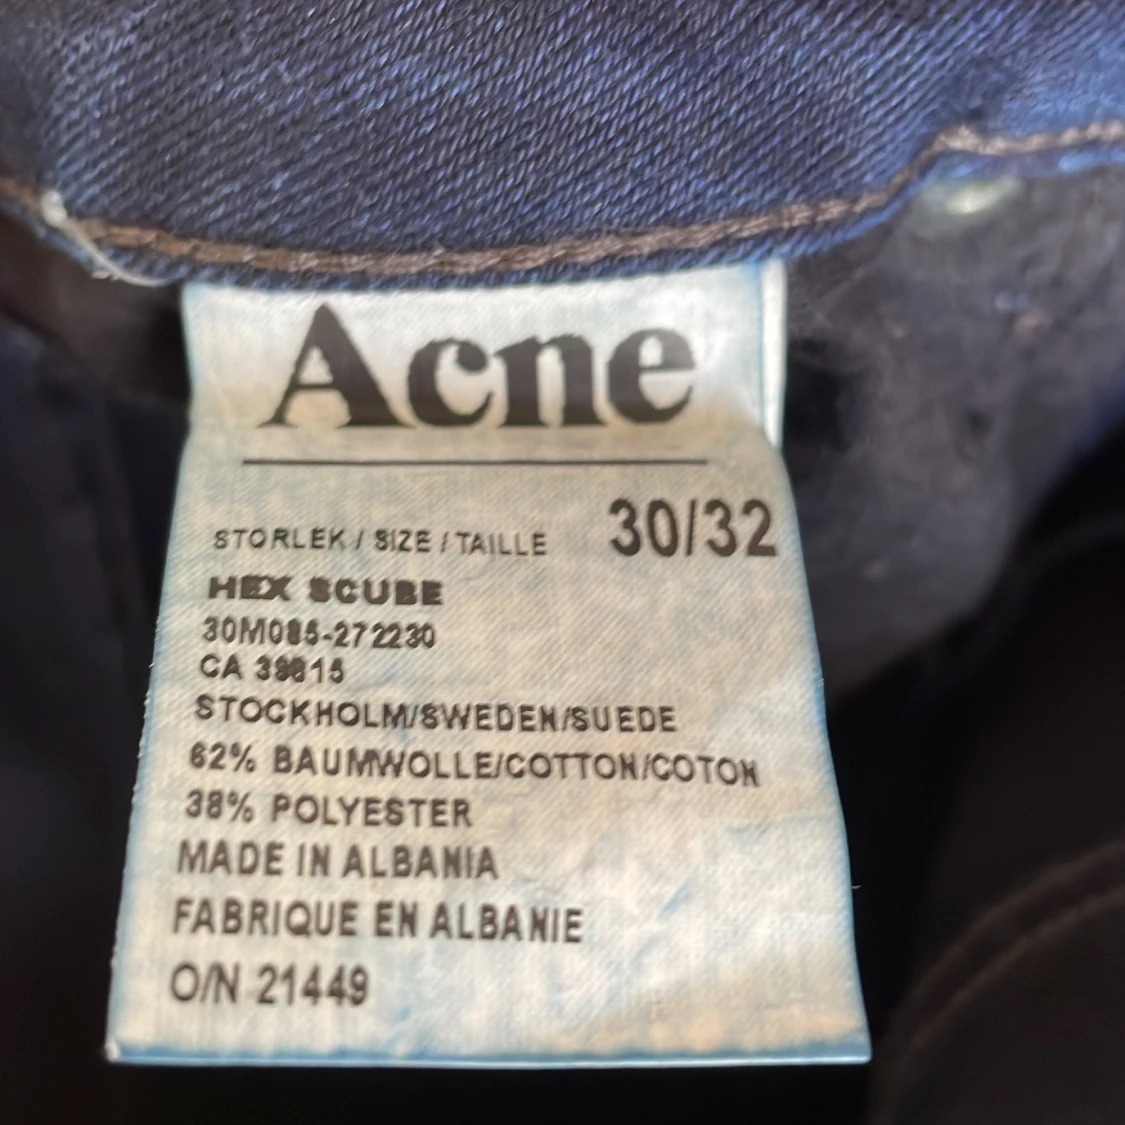 Acne
STORLEK / SIZE / TAILLE 30/32
HEX SCUBE
30M085-272230
CA 39815
STOCKHOLM/SWEDEN/SUEDE
62% BAUMWOLLE/COTTON/COTON
38% POLYESTER
MADE IN ALBANIA
FABRIQUE EN ALBANIE
O/N 21449